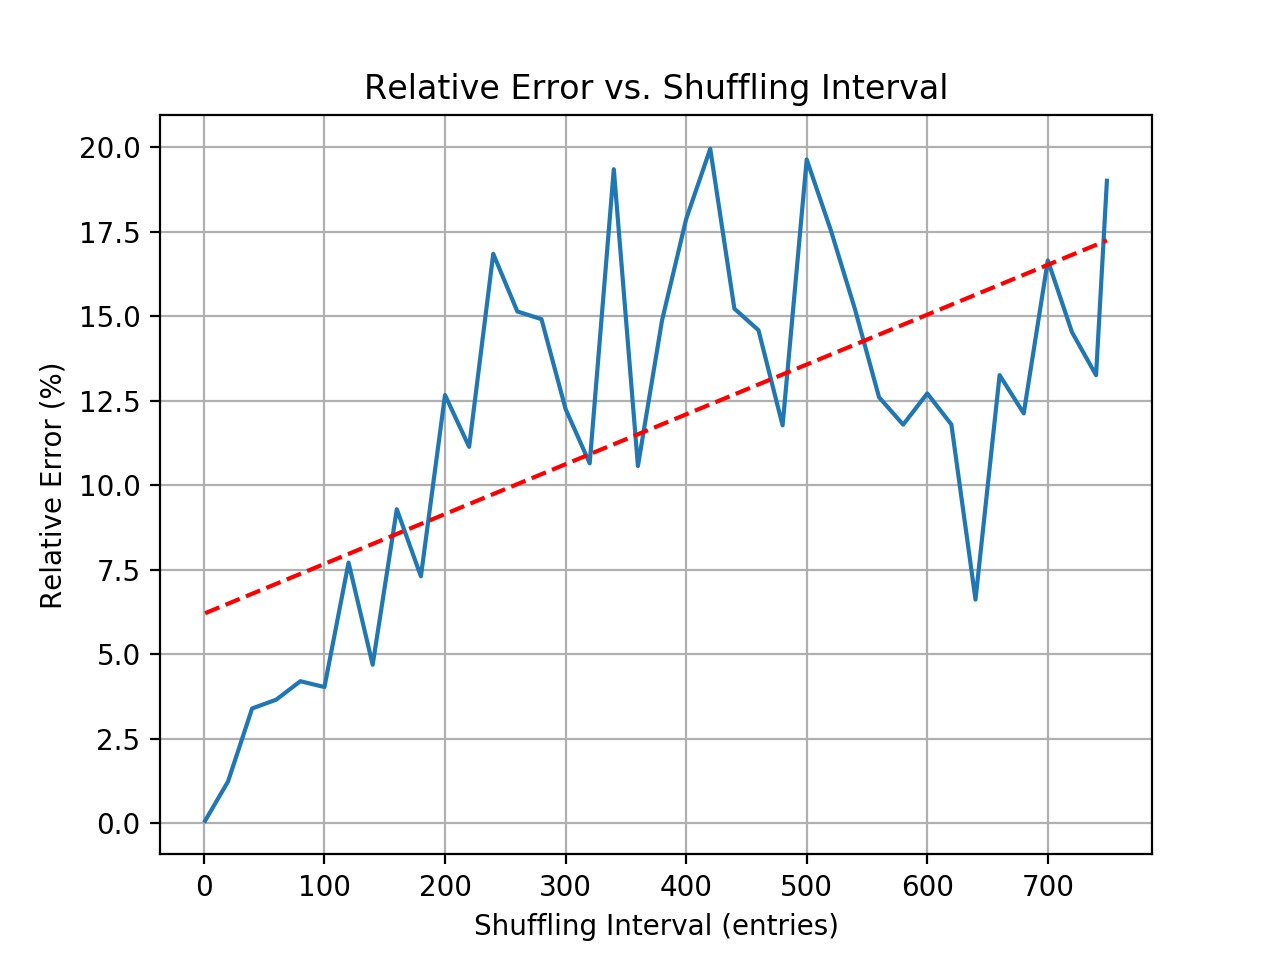 Relative Error vs. Shuffling Interval
20.0
17.5
15.0
12.5
10.0
7.5
5.0
2.5
0.0
Relative Error (%)
0 100 200 300 400 500 600 700
Shuffling Interval (entries)